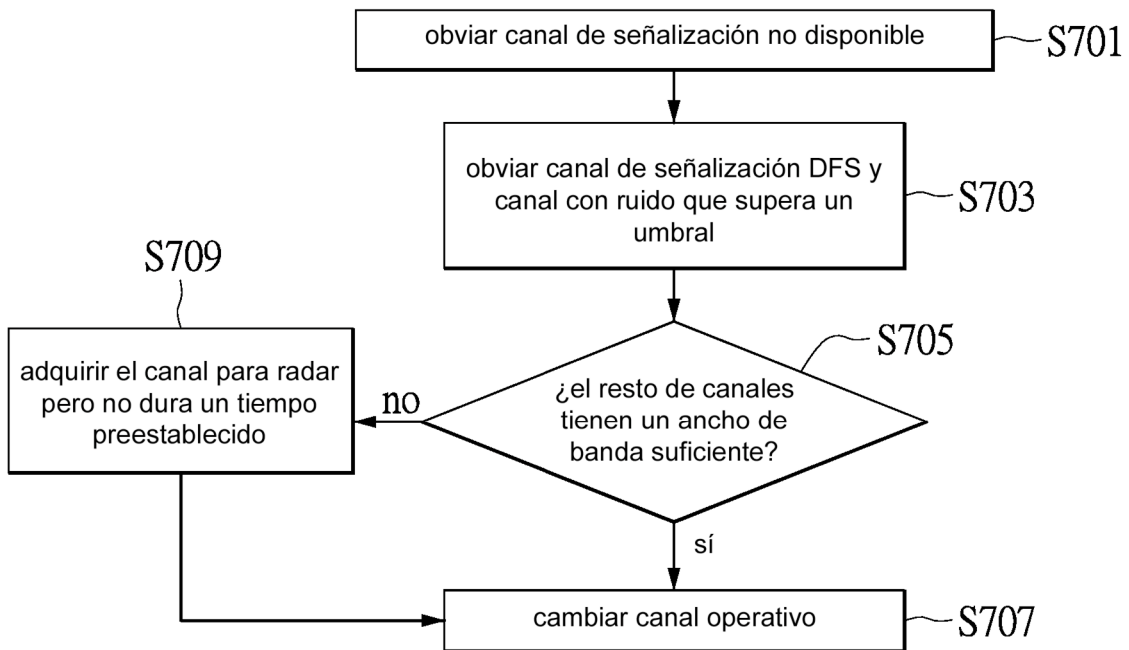 obviar canal de señalización no disponible
S701
obviar canal de señalización DFS y
canal con ruido que supera un
umbral
S703
S709
adquirir el canal para radar
pero no dura un tiempo
preestablecido
no
S705
¿el resto de canales
tienen un ancho de
banda suficiente?
sí
cambiar canal operativo
S707